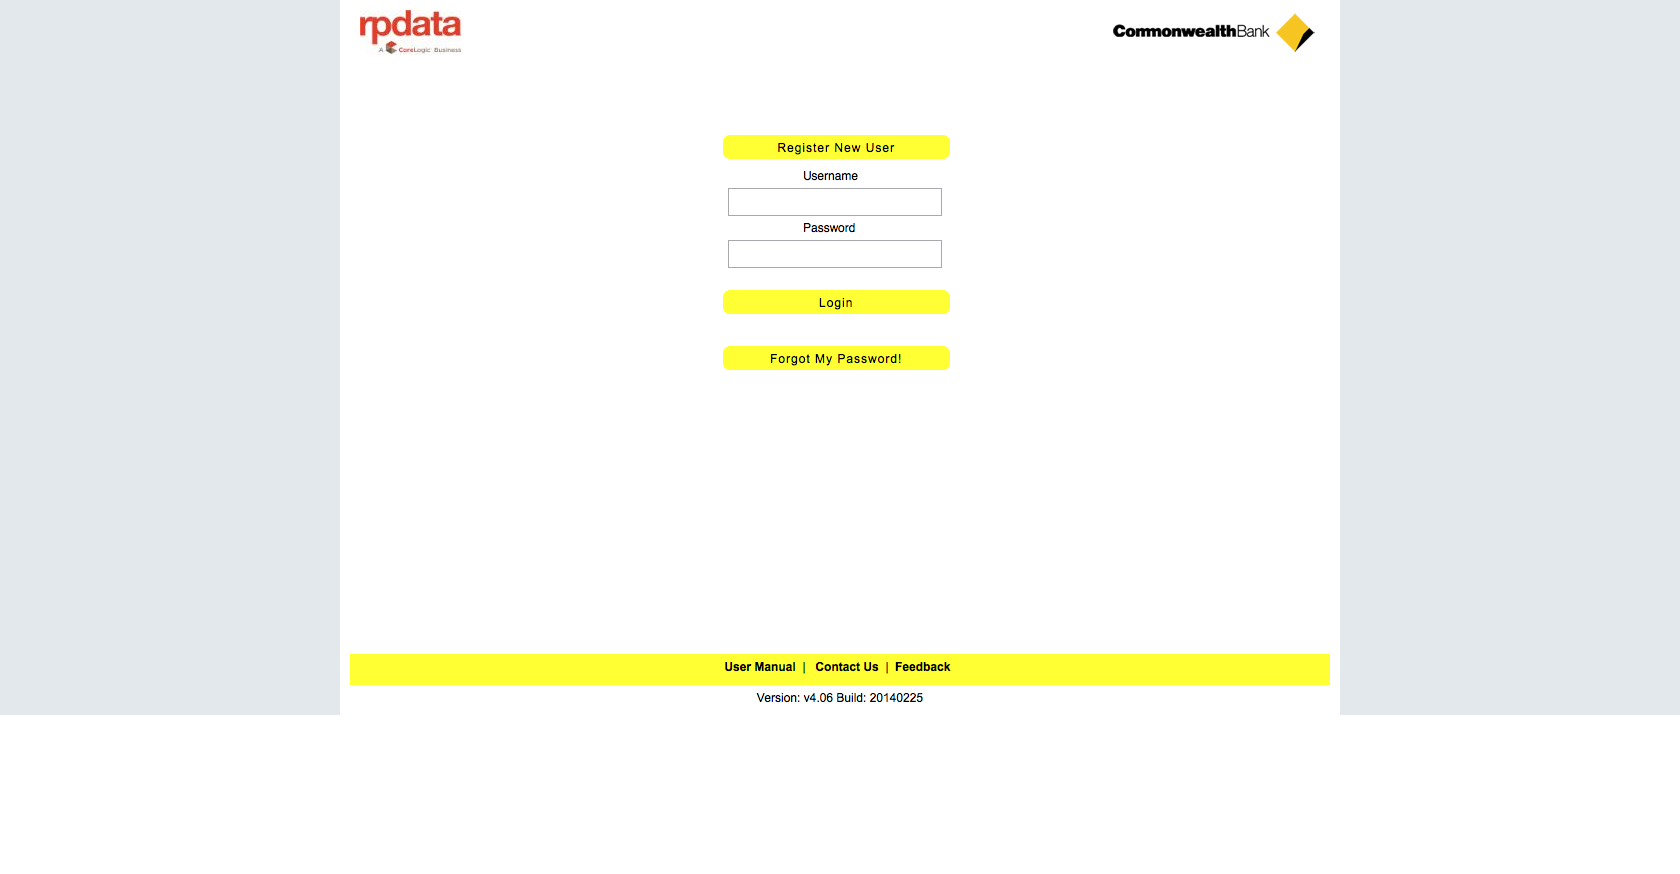 rpdata
A CoreLogic Business
CommonwealthBank
Register New User
Username
Password
Login
Forgot My Password!
User Manual | Contact Us | Feedback
Version: v4.06 Build: 20140225